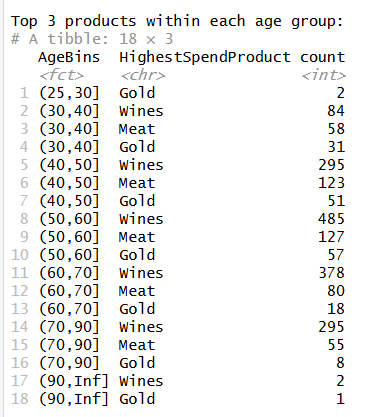 Top 3 products within each age group:
# A tibble: 18 × 3
   AgeBins  HighestSpendProduct count
   <fct>    <chr>               <int>
 1 (25,30]  Gold                    2
 2 (30,40]  Wines                  84
 3 (30,40]  Meat                   58
 4 (30,40]  Gold                   31
 5 (40,50]  Wines                 295
 6 (40,50]  Meat                  123
 7 (40,50]  Gold                   51
 8 (50,60]  Wines                 485
 9 (50,60]  Meat                  127
10 (50,60]  Gold                   57
11 (60,70]  Wines                 378
12 (60,70]  Meat                   80
13 (60,70]  Gold                   18
14 (70,90]  Wines                 295
15 (70,90]  Meat                   55
16 (70,90]  Gold                    8
17 (90,Inf] Wines                   2
18 (90,Inf] Gold                    1